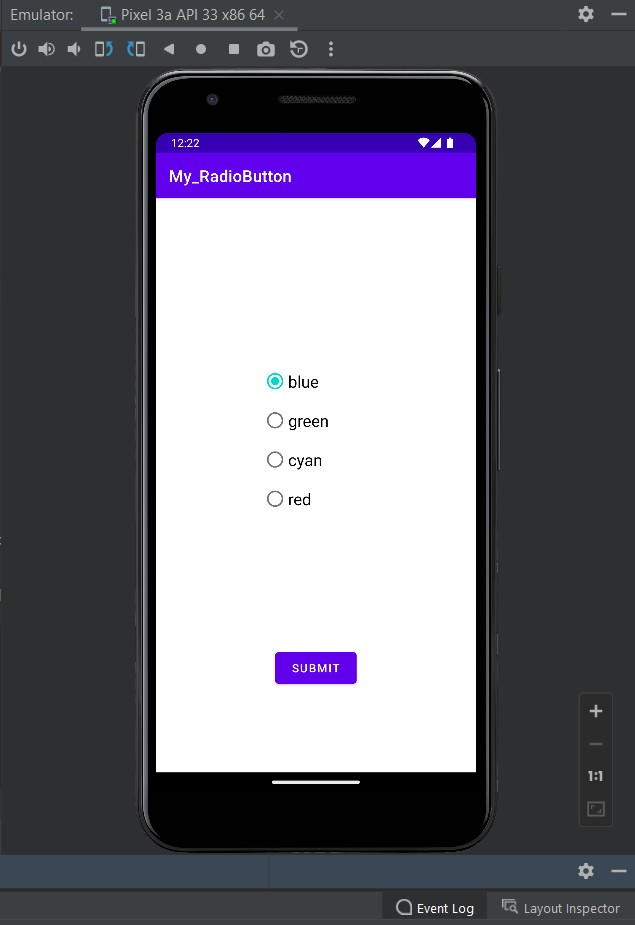 Emulator: Pixel 3a API 33 x86 64
12:22
My_RadioButton
blue
green
cyan
red
SUBMIT
1:1
Event Log Layout Inspector